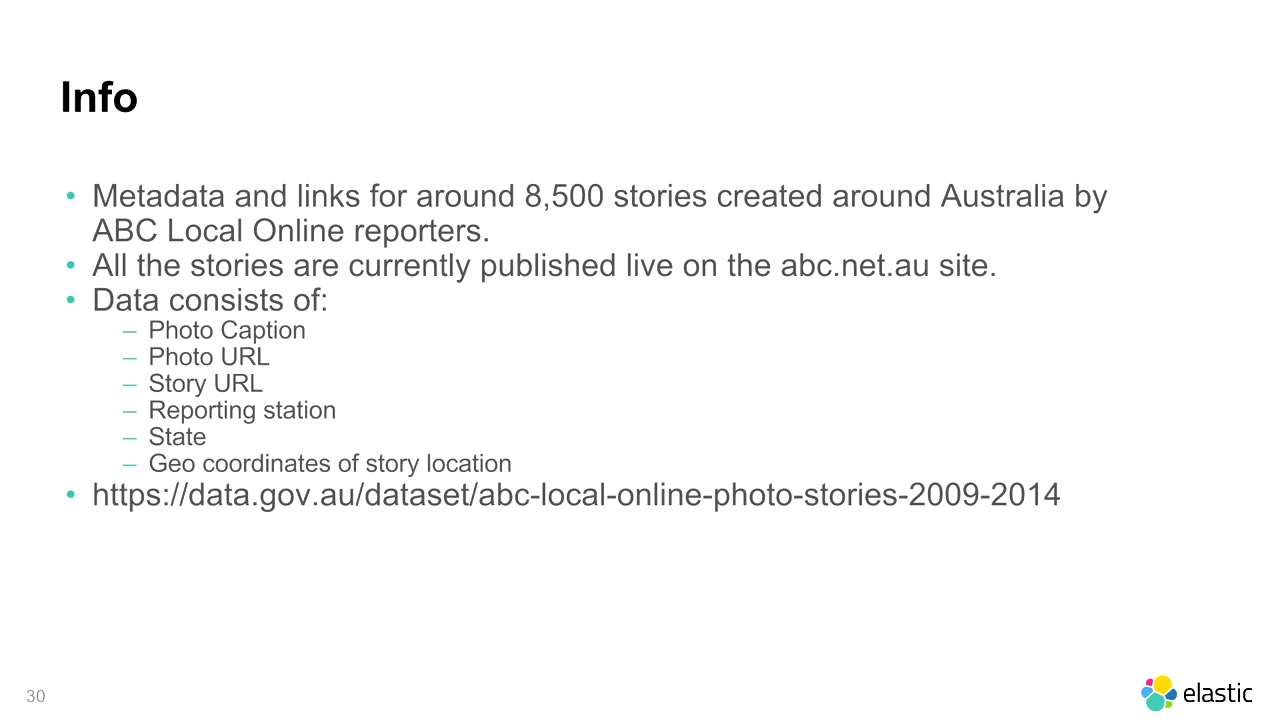 Info
• Metadata and links for around 8,500 stories created around Australia by
ABC Local Online reporters.
• All the stories are currently published live on the abc.net.au site.
• Data consists of:
– Photo Caption
– Photo URL
– Story URL
– Reporting station
– State
– Geo coordinates of story location
• https://data.gov.au/dataset/abc-local-online-photo-stories-2009-2014
30
elastic